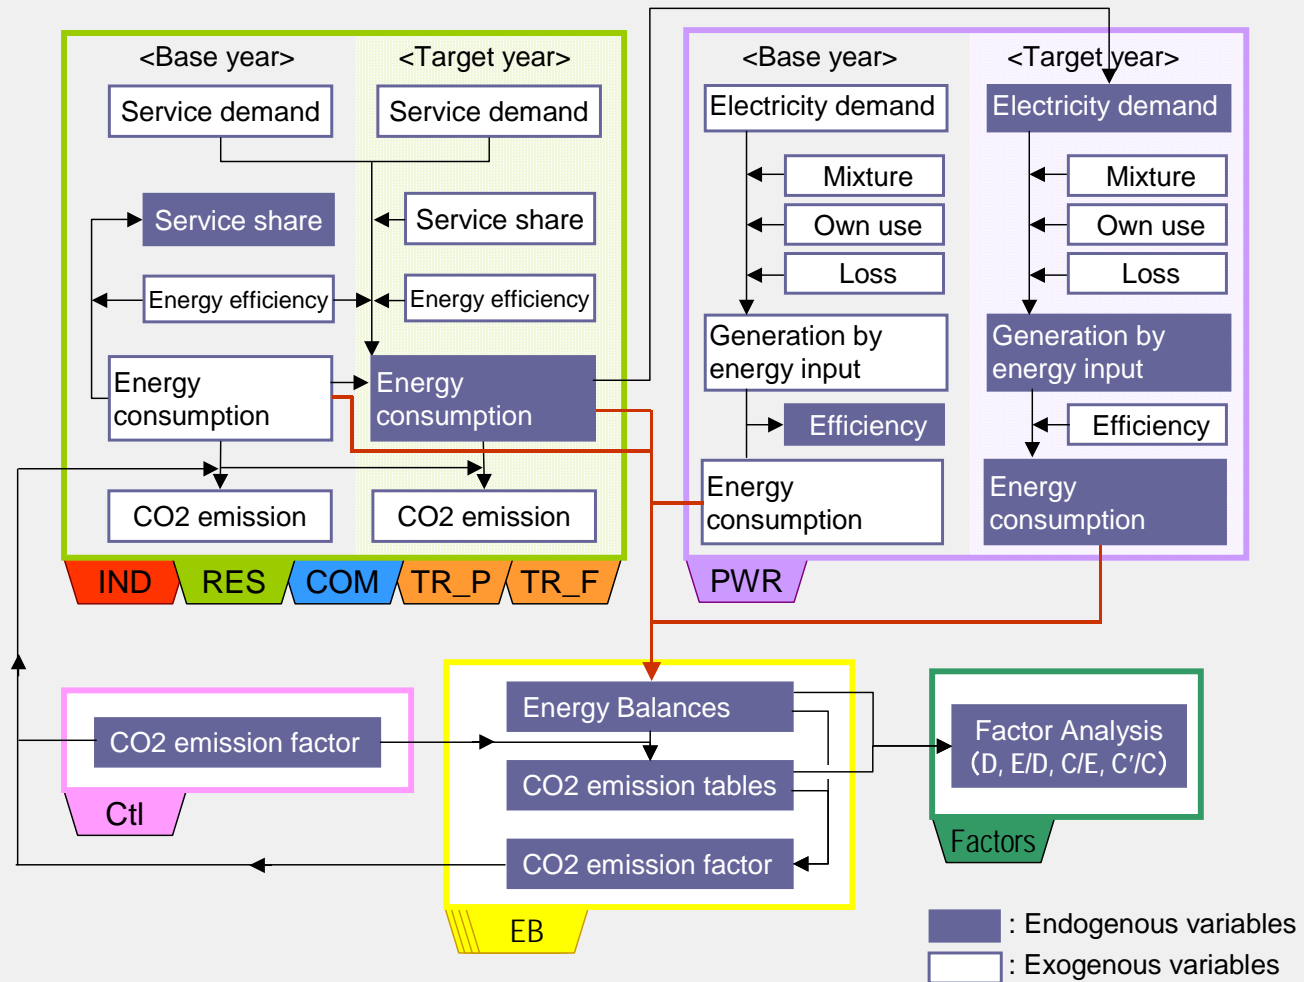 <Base year>
<Target year>
Service demand
Service demand
Service share
Service share
Energy efficiency
Energy efficiency
Energy
consumption
Energy
consumption
CO2 emission
CO2 emission
IND
RES
COM
TR_P
TR_F
<Base year>
<Target year>
Electricity demand
Electricity demand
Mixture
Mixture
Own use
Own use
Loss
Loss
Generation by
energy input
Generation by
energy input
Efficiency
Efficiency
Energy
consumption
Energy
consumption
PWR
CO2 emission factor
Ctl
Energy Balances
CO2 emission tables
CO2 emission factor
EB
Factor Analysis
(D, E/D, C/E, C'/C)
Factors
: Endogenous variables
: Exogenous variables